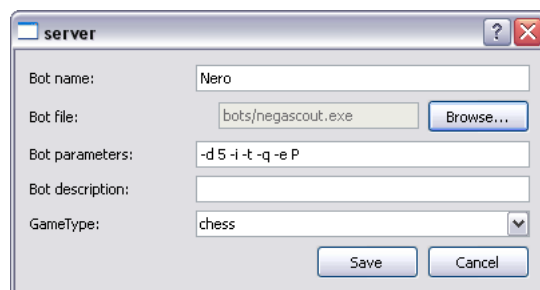 server
Bot name: Nero
Bot file: bots/negascout.exe Browse...
Bot parameters: -d 5 -i -t -q -e P
Bot description:
GameType: chess
Save Cancel